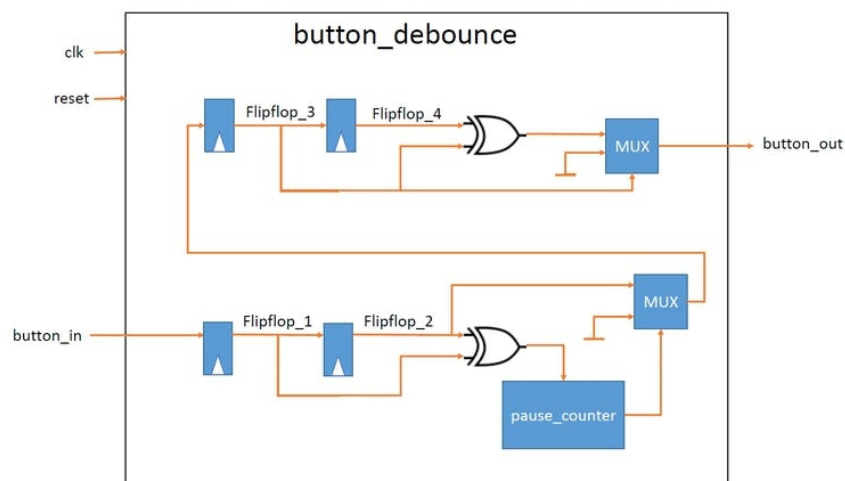 button_debounce
clk
reset
Flipflop_3
Flipflop_4
MUX
button_out
MUX
Flipflop_1
Flipflop_2
button_in
pause_counter